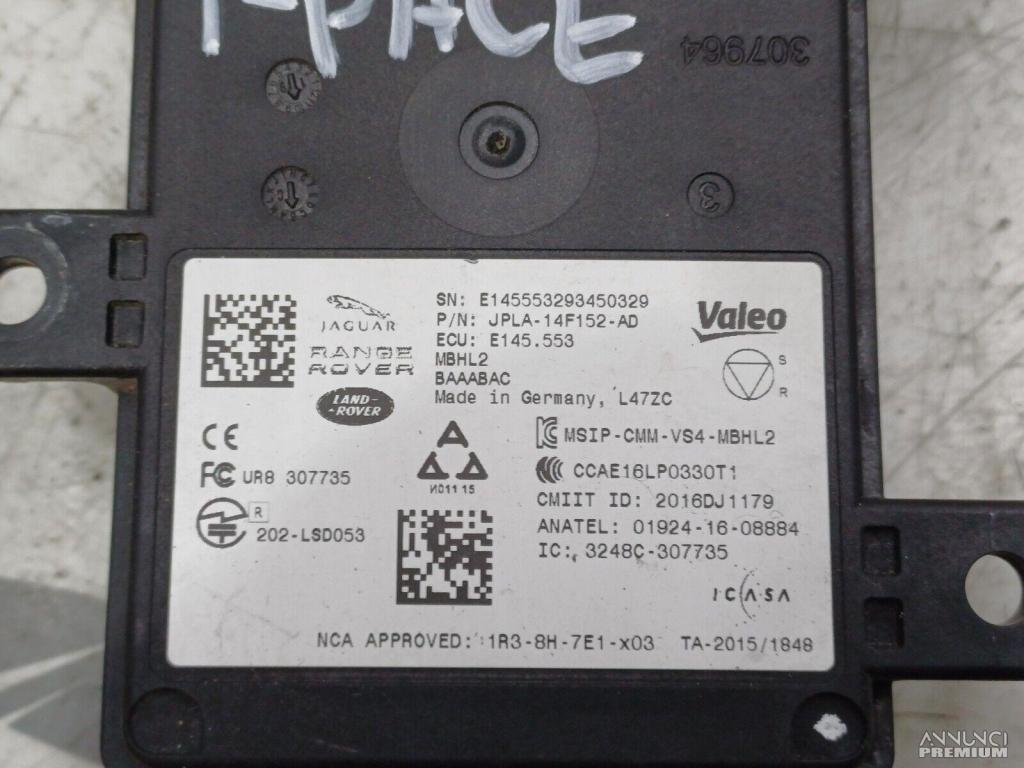 I-PACE
307964
3
SN: E145553293450329
P/N: JPLA-14F152-AD
ECU: E145.553
MBHL2
BAAABAC
Made in Germany, L47ZC
JAGUAR
RANGE
ROVER
LAND-
-ROVER
Valeo
S
R
CE
FC UR8 307735
R
202-LSD053
N011 15
MSIP-CMM-VS4-MBHL2
CCAE16LP0330T1
CMIIT ID: 2016DJ1179
ANATEL: 01924-16-08884
IC: 3248C-307735
ICASA
NCA APPROVED: 1R3-8H-7E1-x03 TA-2015/1848
ANNUNCI
PREMIUM